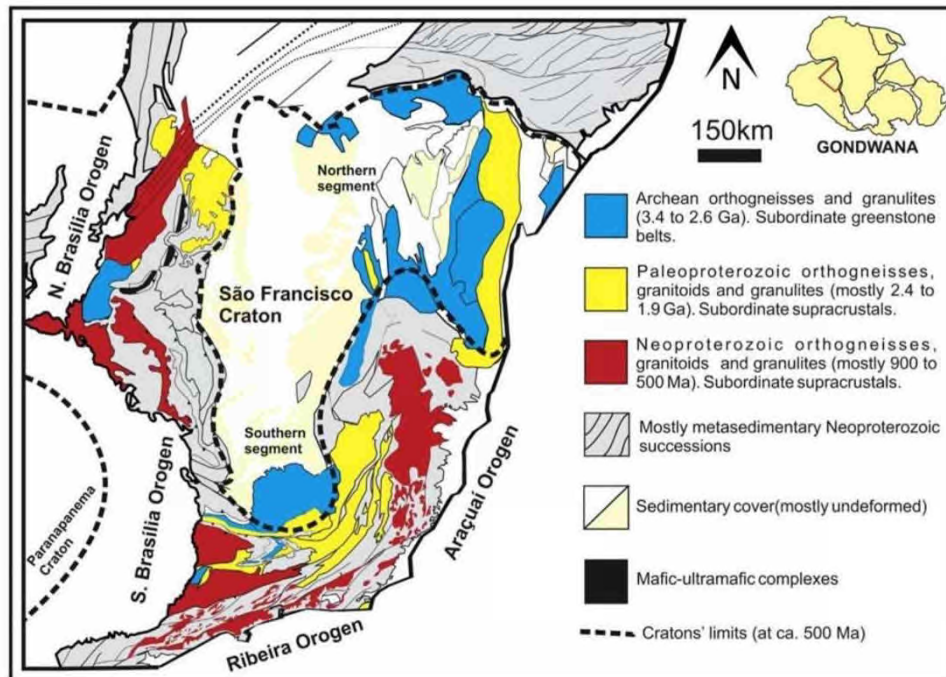 N
150km
GONDWANA
N. Brasília Orogen
Northern
segment
São Francisco
Craton
Southern
segment
Paranapanema
Craton
S. Brasília Orogen
Araçuaí Orogen
Ribeira Orogen
Archean orthogneisses and granulites
(3.4 to 2.6 Ga). Subordinate greenstone
belts.
Paleoproterozoic orthogneisses,
granitoids and granulites (mostly 2.4 to
1.9 Ga). Subordinate supracrustals.
Neoproterozoic orthogneisses,
granitoids and granulites (mostly 900 to
500 Ma). Subordinate supracrustals.
Mostly metasedimentary Neoproterozoic
successions
Sedimentary cover(mostly undeformed)
Mafic-ultramafic complexes
Cratons' limits (at ca. 500 Ma)